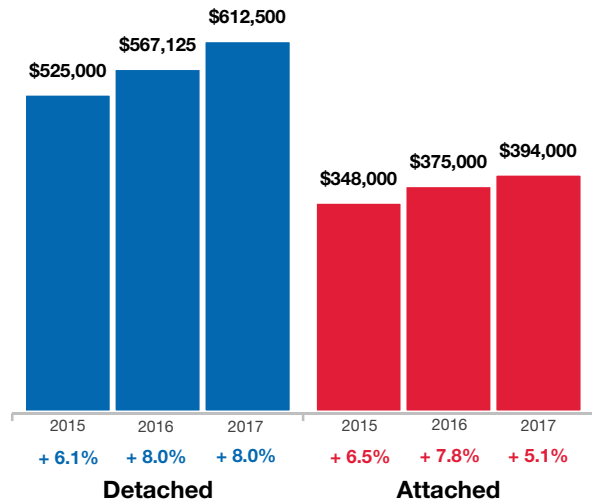 $525,000
$567,125
$612,500
$348,000
$375,000
$394,000
2015 2016 2017 2015 2016 2017
+ 6.1% + 8.0% + 8.0% + 6.5% + 7.8% + 5.1%
Detached Attached